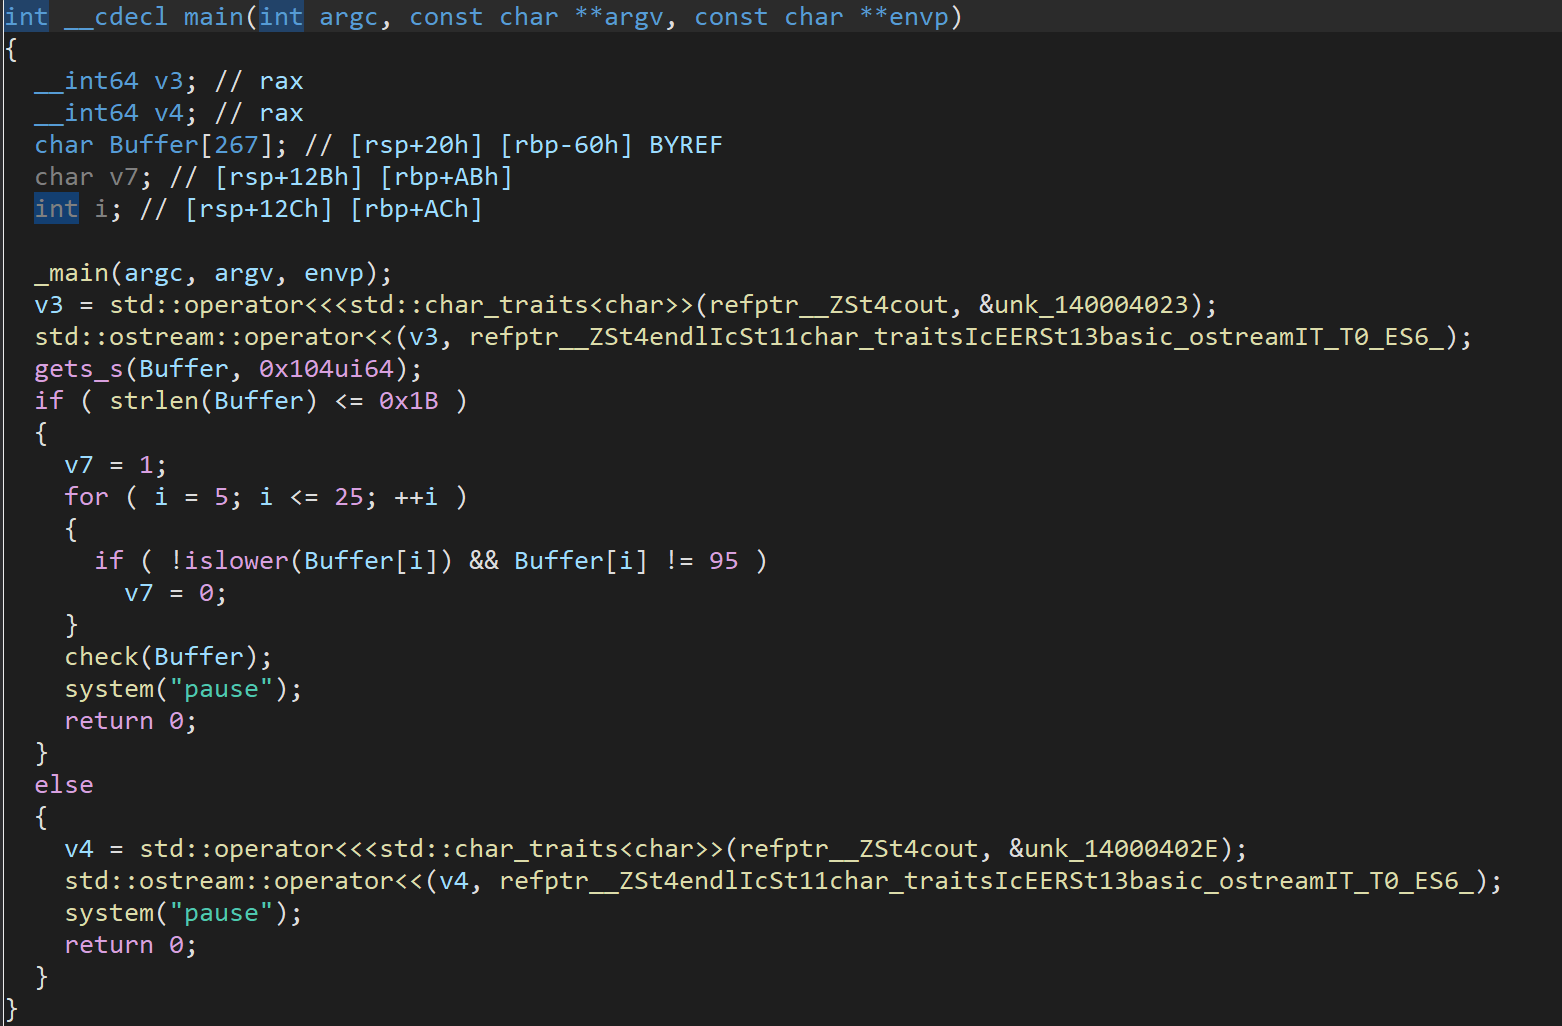 int __cdecl main(int argc, const char **argv, const char **envp)
{
  __int64 v3; // rax
  __int64 v4; // rax
  char Buffer[267]; // [rsp+20h] [rbp-60h] BYREF
  char v7; // [rsp+12Bh] [rbp+ABh]
  int i; // [rsp+12Ch] [rbp+ACh]

  _main(argc, argv, envp);
  v3 = std::operator<<<std::char_traits<char>>(refptr__ZSt4cout, &unk_140004023);
  std::ostream::operator<<(v3, refptr__ZSt4endlIcSt11char_traitsIcEERSt13basic_ostreamIT_T0_ES6_);
  gets_s(Buffer, 0x104ui64);
  if ( strlen(Buffer) <= 0x1B )
  {
    v7 = 1;
    for ( i = 5; i <= 25; ++i )
    {
      if ( !islower(Buffer[i]) && Buffer[i] != 95 )
        v7 = 0;
    }
    check(Buffer);
    system("pause");
    return 0;
  }
  else
  {
    v4 = std::operator<<<std::char_traits<char>>(refptr__ZSt4cout, &unk_14000402E);
    std::ostream::operator<<(v4, refptr__ZSt4endlIcSt11char_traitsIcEERSt13basic_ostreamIT_T0_ES6_);
    system("pause");
    return 0;
  }
}